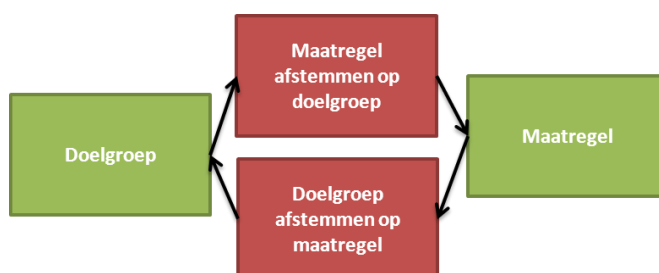 Maatregel
afstemmen op
doelgroep
Doelgroep
Maatregel
Doelgroep
afstemmen op
maatregel